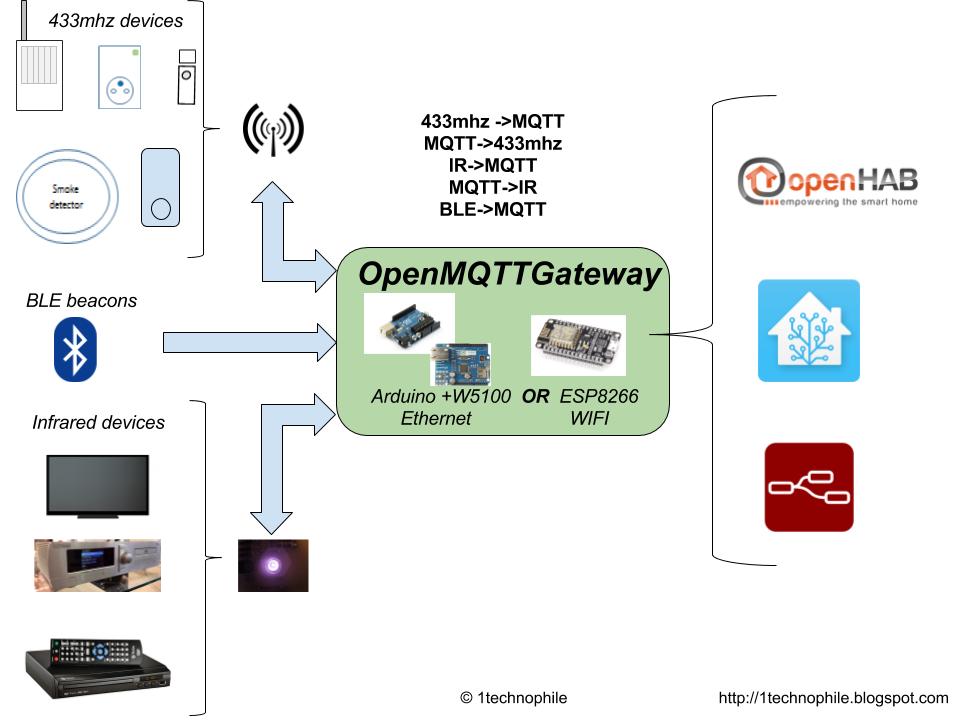 433mhz devices
Smoke
detector
BLE beacons
Infrared devices
433mhz ->MQTT
MQTT->433mhz
IR->MQTT
MQTT->IR
BLE->MQTT
OpenMQTTGateway
Arduino +W5100 OR ESP8266
Ethernet WIFI
openHAB
empowering the smart home
© 1technophile
http://1technophile.blogspot.com